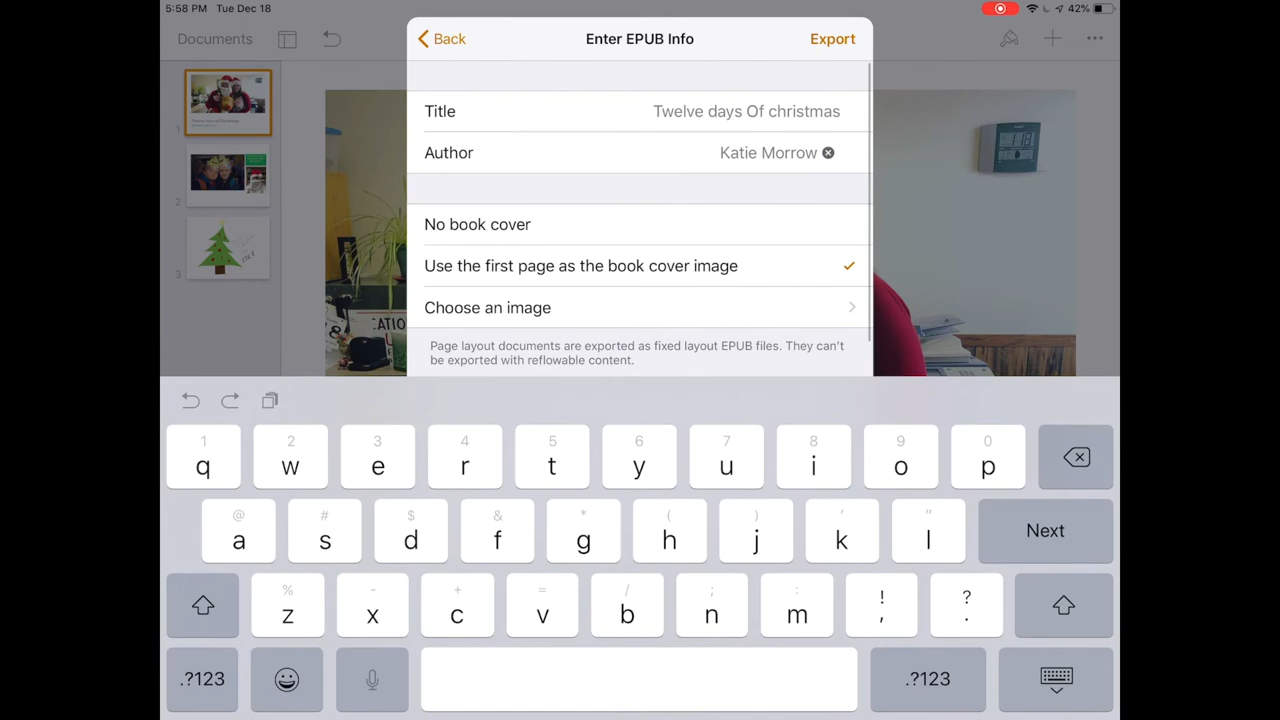 5:58 PM Tue Dec 18
42%
Documents
Back
Enter EPUB Info
Export
1
2
3
Title
Twelve days Of christmas
Author
Katie Morrow
No book cover
Use the first page as the book cover image
Choose an image
Page layout documents are exported as fixed layout EPUB files. They can't
be exported with reflowable content.
1 2 3 4 5 6 7 8 9 0
q w e r t y u i o p
@ # $ & * ( ) ' "
a s d f g h j k l Next
% - + = / ; : ! ?
z x c v b n m , .
.?123 .?123